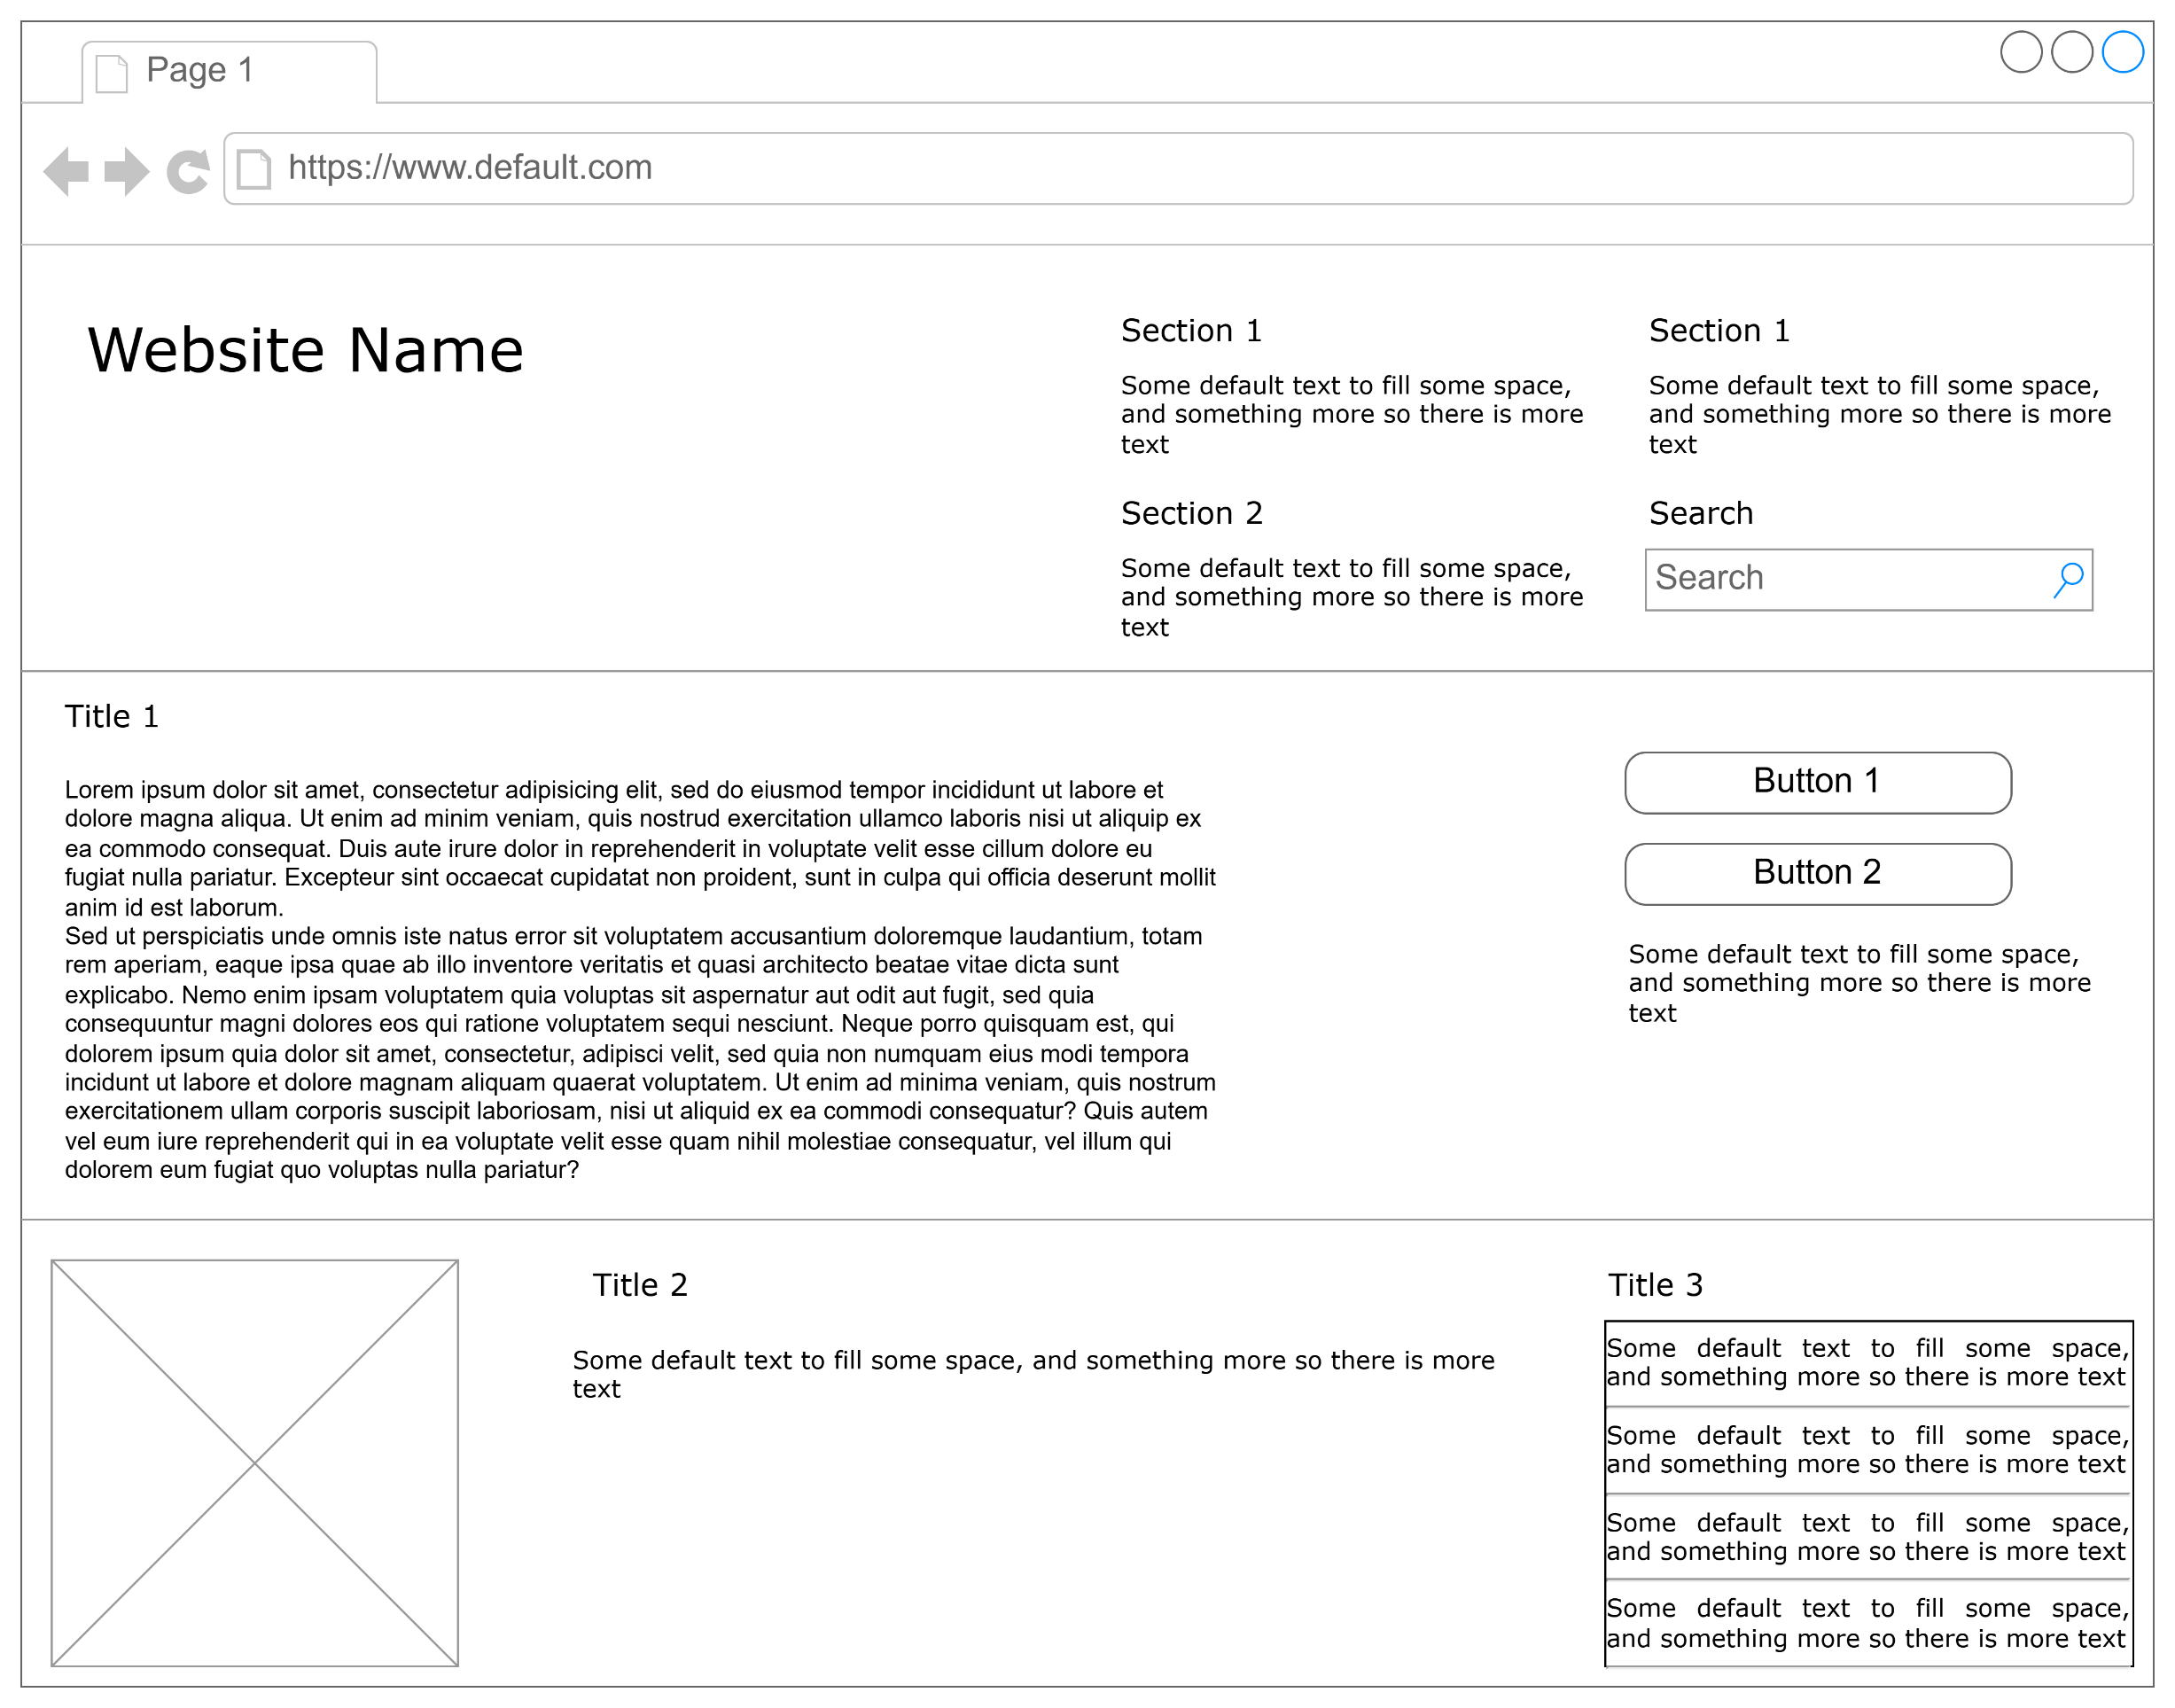 Page 1
https://www.default.com
Website Name
Section 1
Some default text to fill some space,
and something more so there is more
text
Section 1
Some default text to fill some space,
and something more so there is more
text
Section 2
Some default text to fill some space,
and something more so there is more
text
Search
Search
Title 1
Lorem ipsum dolor sit amet, consectetur adipisicing elit, sed do eiusmod tempor incididunt ut labore et
dolore magna aliqua. Ut enim ad minim veniam, quis nostrud exercitation ullamco laboris nisi ut aliquip ex
ea commodo consequat. Duis aute irure dolor in reprehenderit in voluptate velit esse cillum dolore eu
fugiat nulla pariatur. Excepteur sint occaecat cupidatat non proident, sunt in culpa qui officia deserunt mollit
anim id est laborum.
Sed ut perspiciatis unde omnis iste natus error sit voluptatem accusantium doloremque laudantium, totam
rem aperiam, eaque ipsa quae ab illo inventore veritatis et quasi architecto beatae vitae dicta sunt
explicabo. Nemo enim ipsam voluptatem quia voluptas sit aspernatur aut odit aut fugit, sed quia
consequuntur magni dolores eos qui ratione voluptatem sequi nesciunt. Neque porro quisquam est, qui
dolorem ipsum quia dolor sit amet, consectetur, adipisci velit, sed quia non numquam eius modi tempora
incidunt ut labore et dolore magnam aliquam quaerat voluptatem. Ut enim ad minima veniam, quis nostrum
exercitationem ullam corporis suscipit laboriosam, nisi ut aliquid ex ea commodi consequatur? Quis autem
vel eum iure reprehenderit qui in ea voluptate velit esse quam nihil molestiae consequatur, vel illum qui
dolorem eum fugiat quo voluptas nulla pariatur?
Button 1
Button 2
Some default text to fill some space,
and something more so there is more
text
Title 2
Some default text to fill some space, and something more so there is more
text
Title 3
Some default text to fill some space,
and something more so there is more text
Some default text to fill some space,
and something more so there is more text
Some default text to fill some space,
and something more so there is more text
Some default text to fill some space,
and something more so there is more text